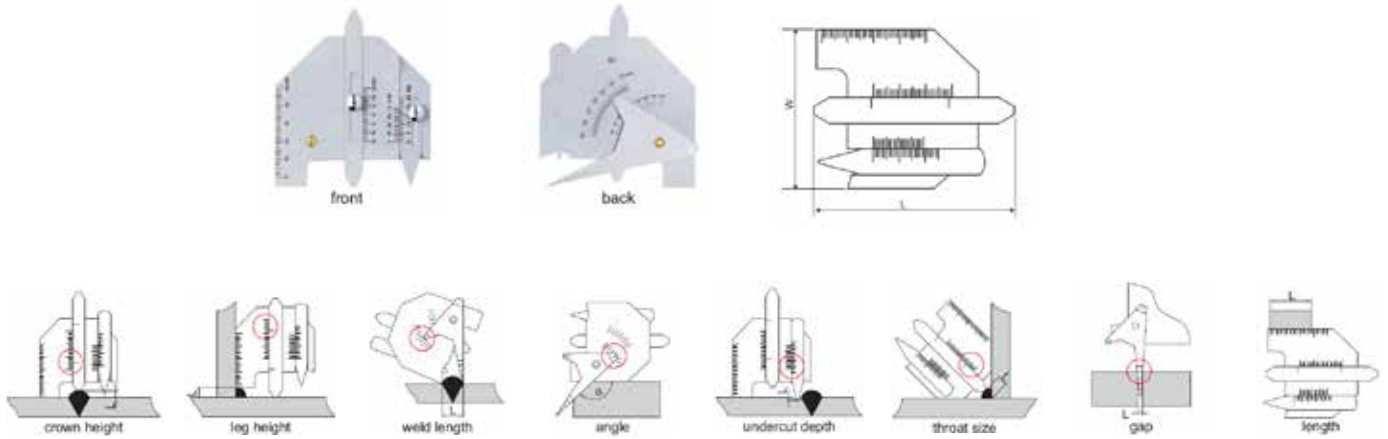 front
back
W
L
crown height
leg height
weld length
angle
undercut depth
throat size
gap
length
L
L
L